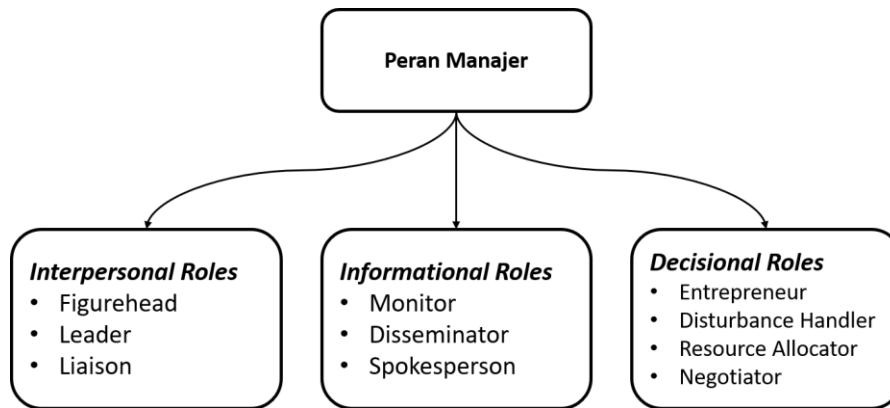 Peran Manajer
Interpersonal Roles
• Figurehead
• Leader
• Liaison
Informational Roles
• Monitor
• Disseminator
• Spokesperson
Decisional Roles
• Entrepreneur
• Disturbance Handler
• Resource Allocator
• Negotiator